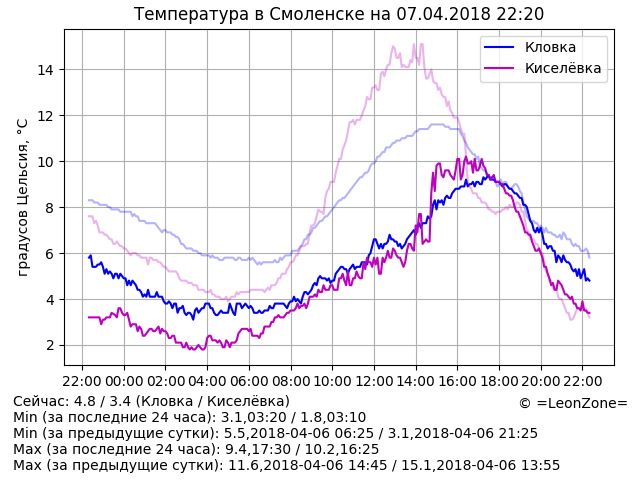 Температура в Смоленске на 07.04.2018 22:20
Кловка
Киселёвка
градусов Цельсия, °C
14
12
10
8
6
4
2
22:00 00:00 02:00 04:00 06:00 08:00 10:00 12:00 14:00 16:00 18:00 20:00 22:00
Сейчас: 4.8 / 3.4 (Кловка / Киселёвка)
© =LeonZone=
Min (за последние 24 часа): 3.1,03:20 / 1.8,03:10
Min (за предыдущие сутки): 5.5,2018-04-06 06:25 / 3.1,2018-04-06 21:25
Max (за последние 24 часа): 9.4,17:30 / 10.2,16:25
Max (за предыдущие сутки): 11.6,2018-04-06 14:45 / 15.1,2018-04-06 13:55